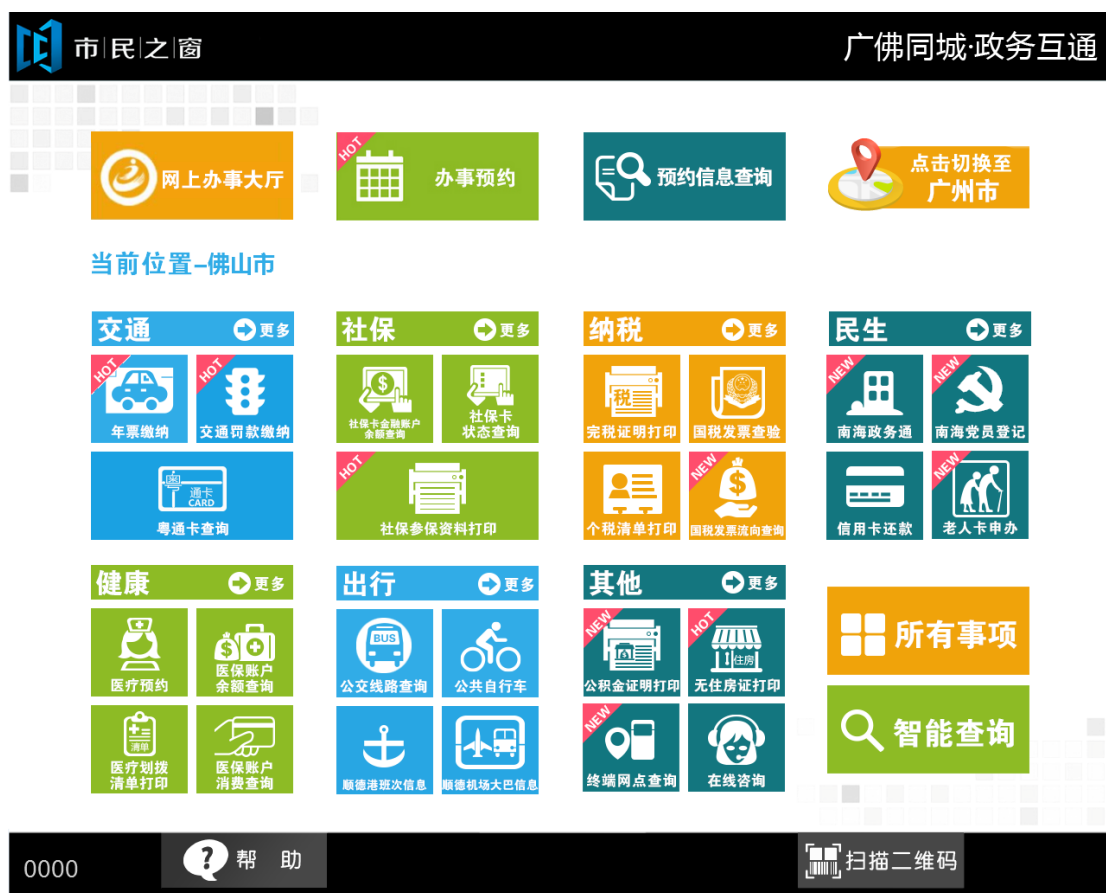 市民之窗
广佛同城·政务互通
网上办事大厅
HOT
办事预约
预约信息查询
点击切换至
广州市
当前位置–佛山市
交通
更多
HOT
年票缴纳
HOT
交通罚款缴纳
粤
通卡
CARD
粤通卡查询
社保
更多
$
社保卡金融账户
余额查询
社保卡
状态查询
HOT
社保参保资料打印
纳税
更多
税
完税证明打印
国税发票查验
个税清单打印
NEW
$
国税发票流向查询
民生
更多
NEW
南海政务通
NEW
南海党员登记
信用卡还款
NEW
老人卡申办
健康
更多
医疗预约
$
医保账户
余额查询
清单
医疗划拨
清单打印
医保账户
消费查询
出行
更多
BUS
公交线路查询
公共自行车
顺德港班次信息
顺德机场大巴信息
其他
更多
NEW
公积金证明打印
HOT
住房
无住房证打印
NEW
终端网点查询
在线咨询
所有事项
智能查询
0000
?
帮 助
扫描二维码